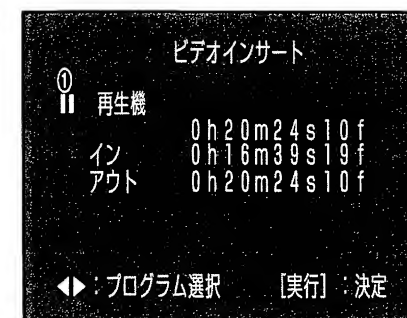 ビデオインサート
①
再生機
0h20m24s10f
イン 0h16m39s19f
アウト 0h20m24s10f
◀▶:プログラム選択 [実行]:決定